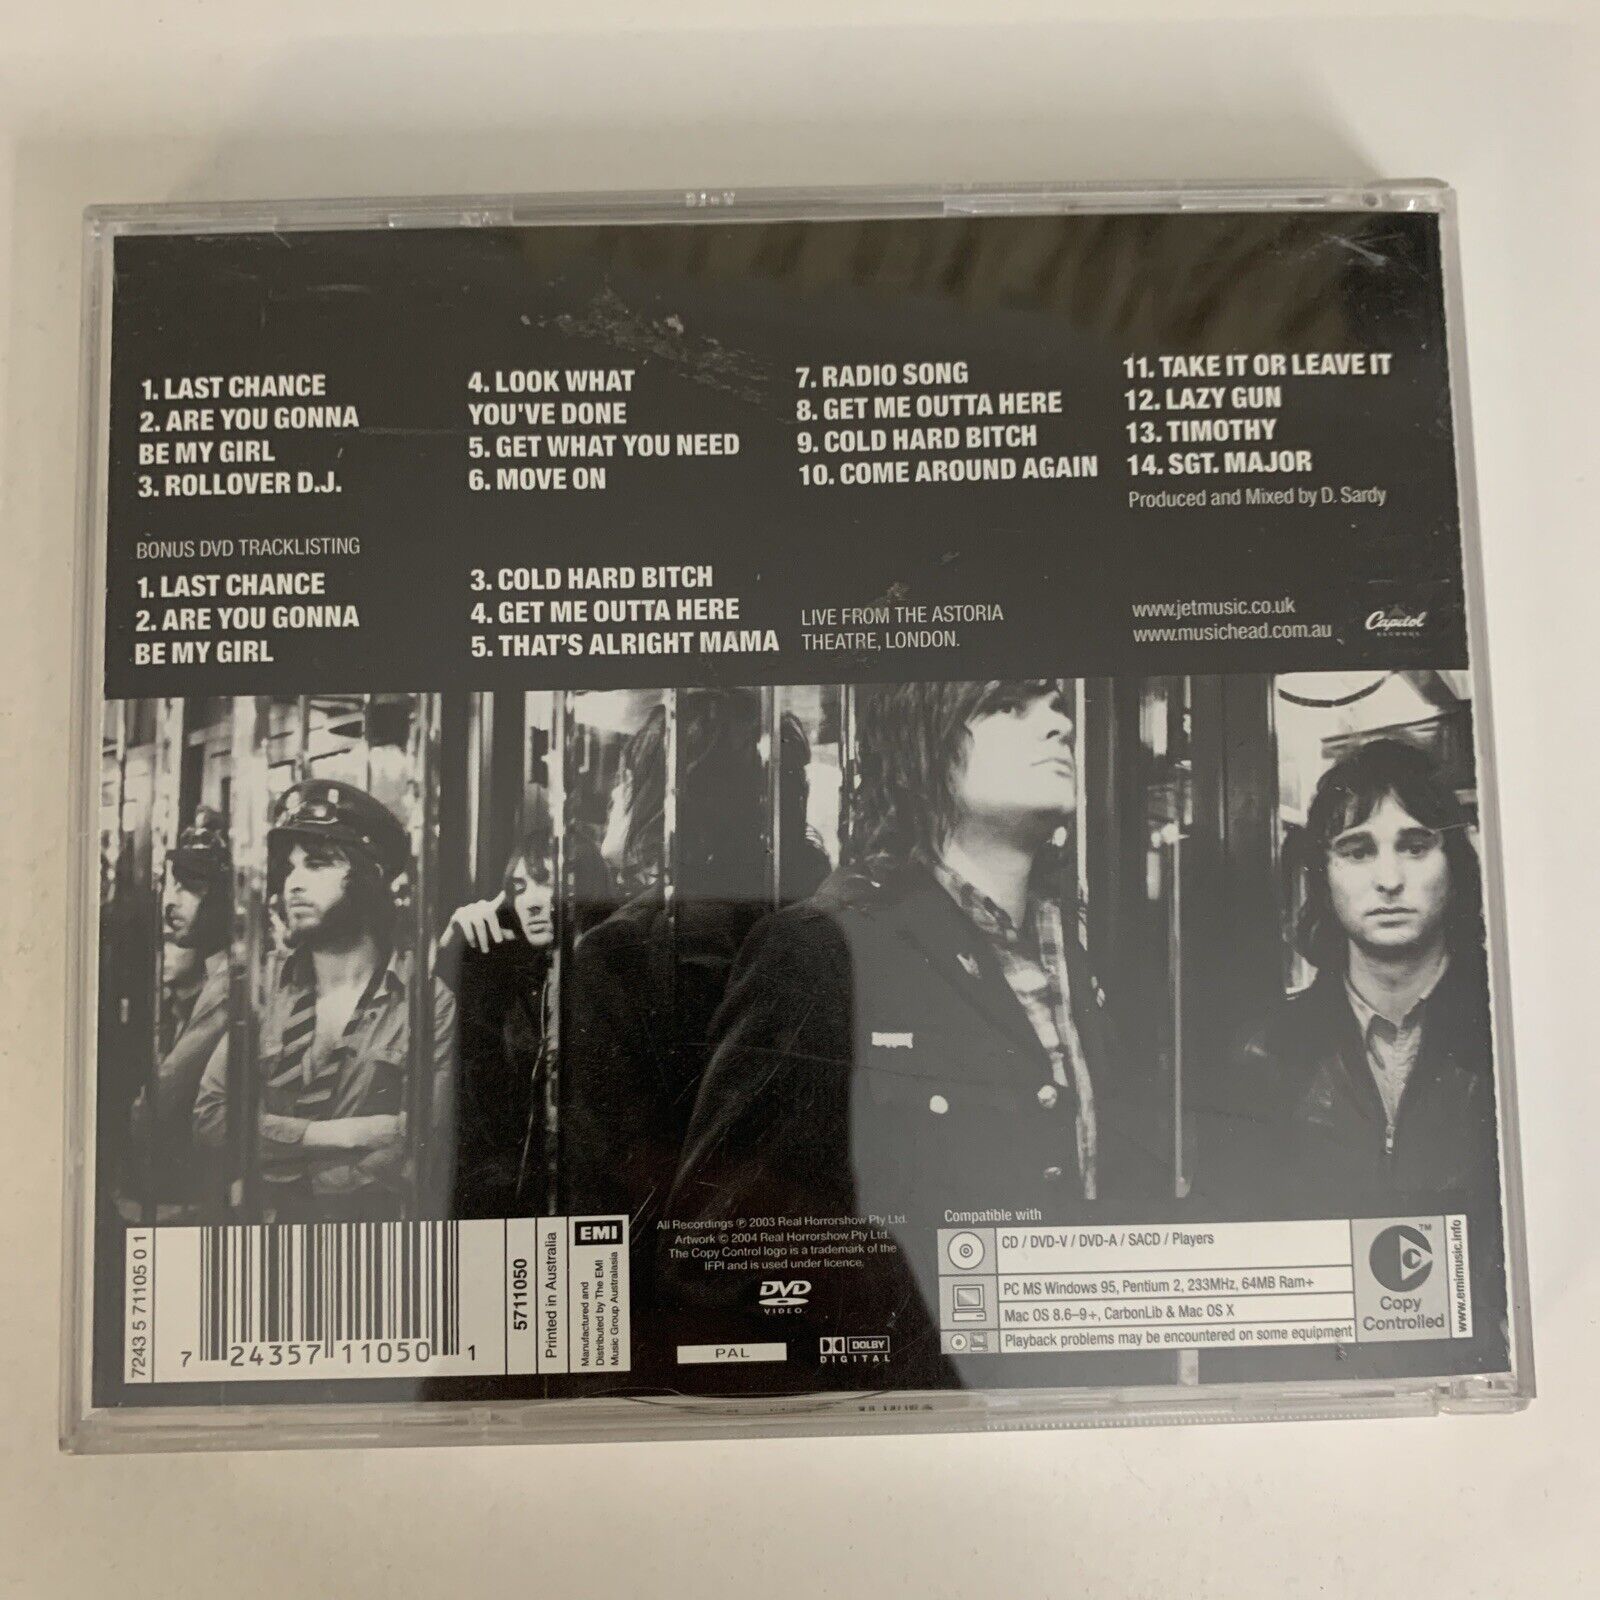 1. LAST CHANCE
2. ARE YOU GONNA
BE MY GIRL
3. ROLLOVER D.J.
4. LOOK WHAT
YOU'VE DONE
5. GET WHAT YOU NEED
6. MOVE ON
7. RADIO SONG
8. GET ME OUTTA HERE
9. COLD HARD BITCH
10. COME AROUND AGAIN
11. TAKE IT OR LEAVE IT
12. LAZY GUN
13. TIMOTHY
14. SGT. MAJOR
Produced and Mixed by D. Sardy
BONUS DVD TRACKLISTING
1. LAST CHANCE
2. ARE YOU GONNA
BE MY GIRL
3. COLD HARD BITCH
4. GET ME OUTTA HERE
5. THAT'S ALRIGHT MAMA
LIVE FROM THE ASTORIA
THEATRE, LONDON.
www.jetmusic.co.uk
www.musichead.com.au
Capitol
RECORDS
7243 5 71105 0 1
7 24357 11050 1
5711050
Printed in Australia
EMI
Manufactured and
Distributed by The EMI
Music Group Australasia
All Recordings ℗ 2003 Real Horrorshow Pty Ltd.
Artwork © 2004 Real Horrorshow Pty Ltd.
The Copy Control logo is a trademark of the
IFPI and is used under licence.
DVD
VIDEO
PAL
DOLBY
DIGITAL
Compatible with
CD / DVD-V / DVD-A / SACD / Players
PC MS Windows 95, Pentium 2, 233MHz, 64MB Ram+
Mac OS 8.6–9+, CarbonLib & Mac OS X
Playback problems may be encountered on some equipment
TM
Copy
Controlled
www.emimusic.info